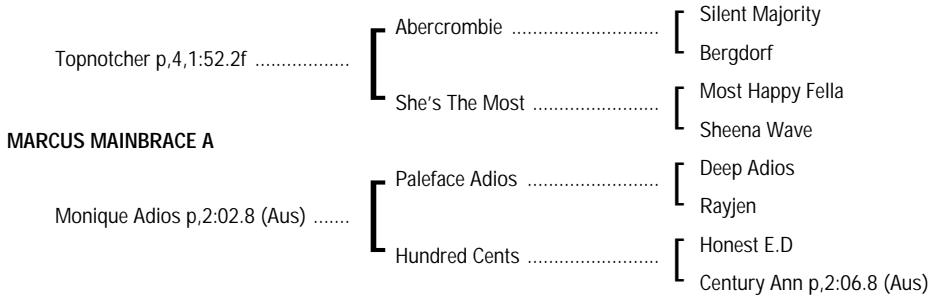 Silent Majority
Abercrombie ............................
Bergdorf
Topnotcher p,4,1:52.2f ..................
Most Happy Fella
She's The Most ........................
Sheena Wave
MARCUS MAINBRACE A
Deep Adios
Paleface Adios .........................
Rayjen
Monique Adios p,2:02.8 (Aus) .......
Honest E.D
Hundred Cents .........................
Century Ann p,2:06.8 (Aus)